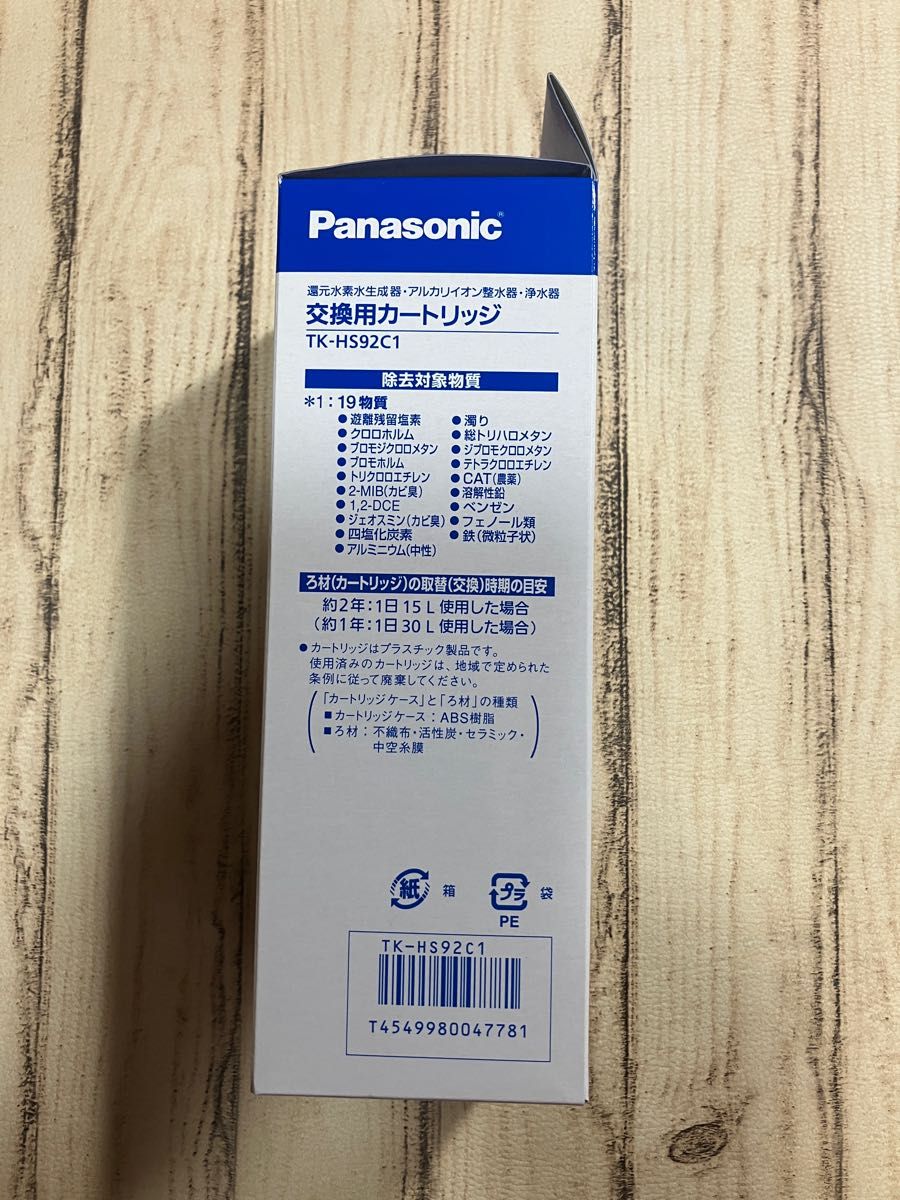 Panasonic®
還元水素水生成器・アルカリイオン整水器・浄水器
交換用カートリッジ
TK-HS92C1
除去対象物質
＊1：19物質
●遊離残留塩素 ●濁り
●クロロホルム ●総トリハロメタン
●ブロモジクロロメタン ●ジブロモクロロメタン
●ブロモホルム ●テトラクロロエチレン
●トリクロロエチレン ●CAT（農薬）
●2-MIB（カビ臭） ●溶解性鉛
●1,2-DCE ●ベンゼン
●ジェオスミン（カビ臭） ●フェノール類
●四塩化炭素 ●鉄（微粒子状）
●アルミニウム（中性）
ろ材（カートリッジ）の取替（交換）時期の目安
約2年：1日 15 L 使用した場合
（約1年：1日 30 L 使用した場合）
●カートリッジはプラスチック製品です。
使用済みのカートリッジは、地域で定められた
条例に従って廃棄してください。
「カートリッジケース」と「ろ材」の種類
■カートリッジケース：ABS樹脂
■ろ材：不織布・活性炭・セラミック・
中空糸膜
紙 箱 プラ 袋
PE
TK-HS92C1
T4549980047781